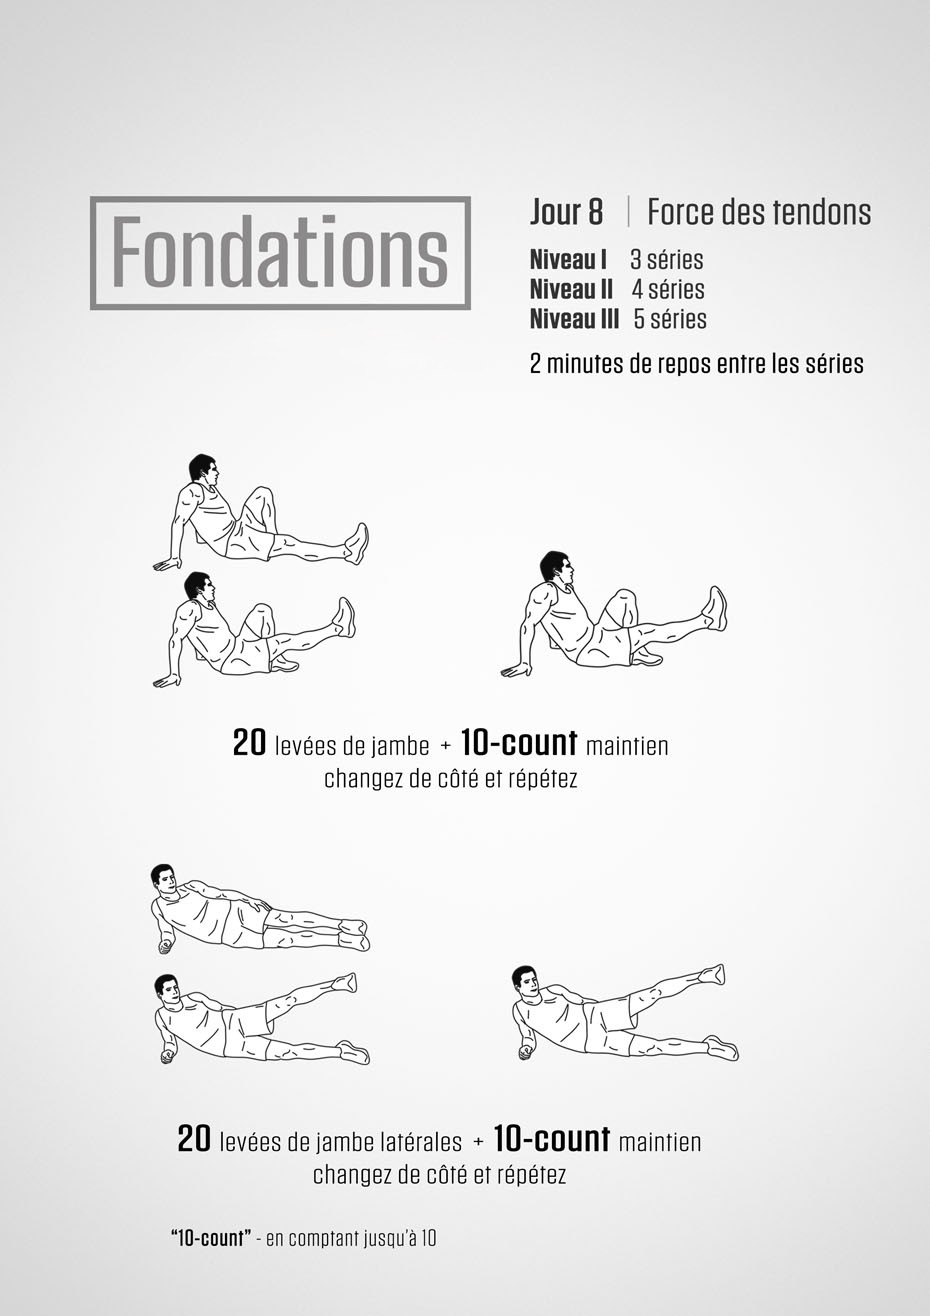 Fondations
Jour 8 | Force des tendons
Niveau I 3 séries
Niveau II 4 séries
Niveau III 5 séries
2 minutes de repos entre les séries
20 levées de jambe + 10-count maintien
changez de côté et répétez
20 levées de jambe latérales + 10-count maintien
changez de côté et répétez
“10-count” - en comptant jusqu'à 10